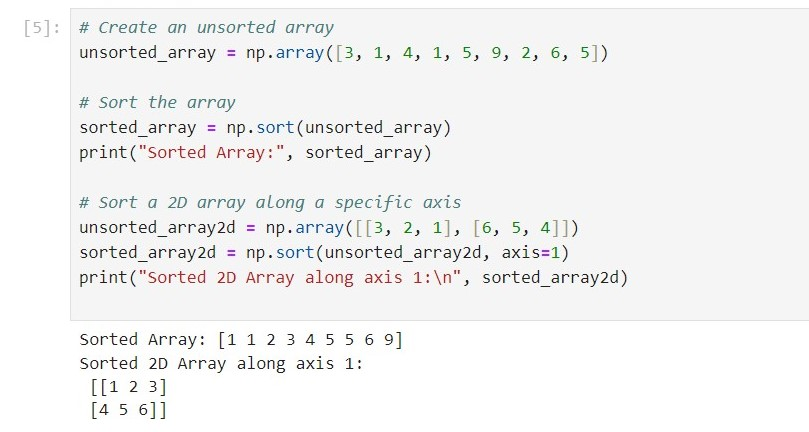 [5]:
# Create an unsorted array
unsorted_array = np.array([3, 1, 4, 1, 5, 9, 2, 6, 5])
# Sort the array
sorted_array = np.sort(unsorted_array)
print("Sorted Array:", sorted_array)
# Sort a 2D array along a specific axis
unsorted_array2d = np.array([[3, 2, 1], [6, 5, 4]])
sorted_array2d = np.sort(unsorted_array2d, axis=1)
print("Sorted 2D Array along axis 1:\n", sorted_array2d)
Sorted Array: [1 1 2 3 4 5 5 6 9]
Sorted 2D Array along axis 1:
[[1 2 3]
[4 5 6]]